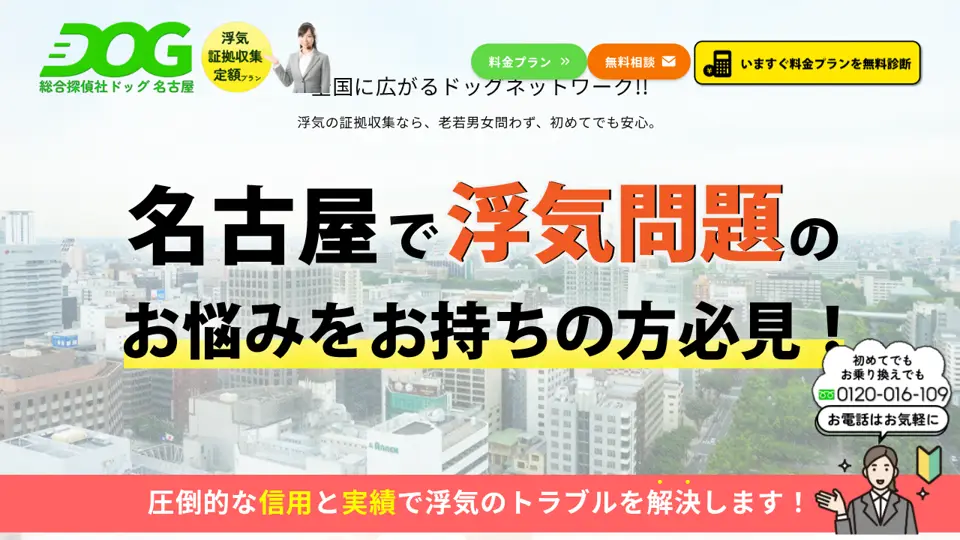 DOG
総合探偵社ドッグ 名古屋
浮気
証拠収集
定額プラン
料金プラン
無料相談
いますぐ料金プランを無料診断
全国に広がるドッグネットワーク!!
浮気の証拠収集なら、老若男女問わず、初めてでも安心。
名古屋で浮気問題の
お悩みをお持ちの方必見！
初めてでも
お乗り換えでも
0120-016-109
お電話はお気軽に
圧倒的な信用と実績で浮気のトラブルを解決します！